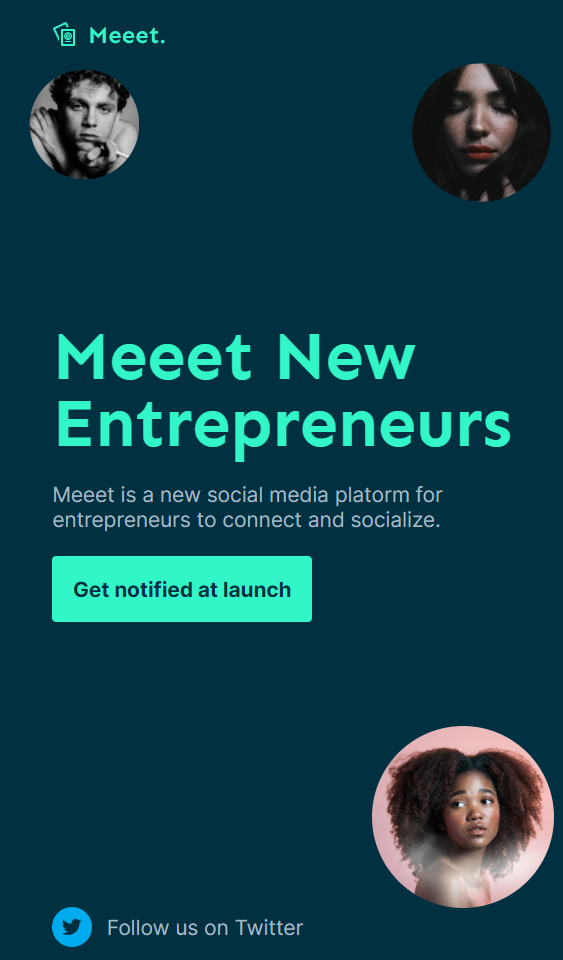 Meeet.
Meeet New
Entrepreneurs
Meeet is a new social media platorm for
entrepreneurs to connect and socialize.
Get notified at launch
Follow us on Twitter